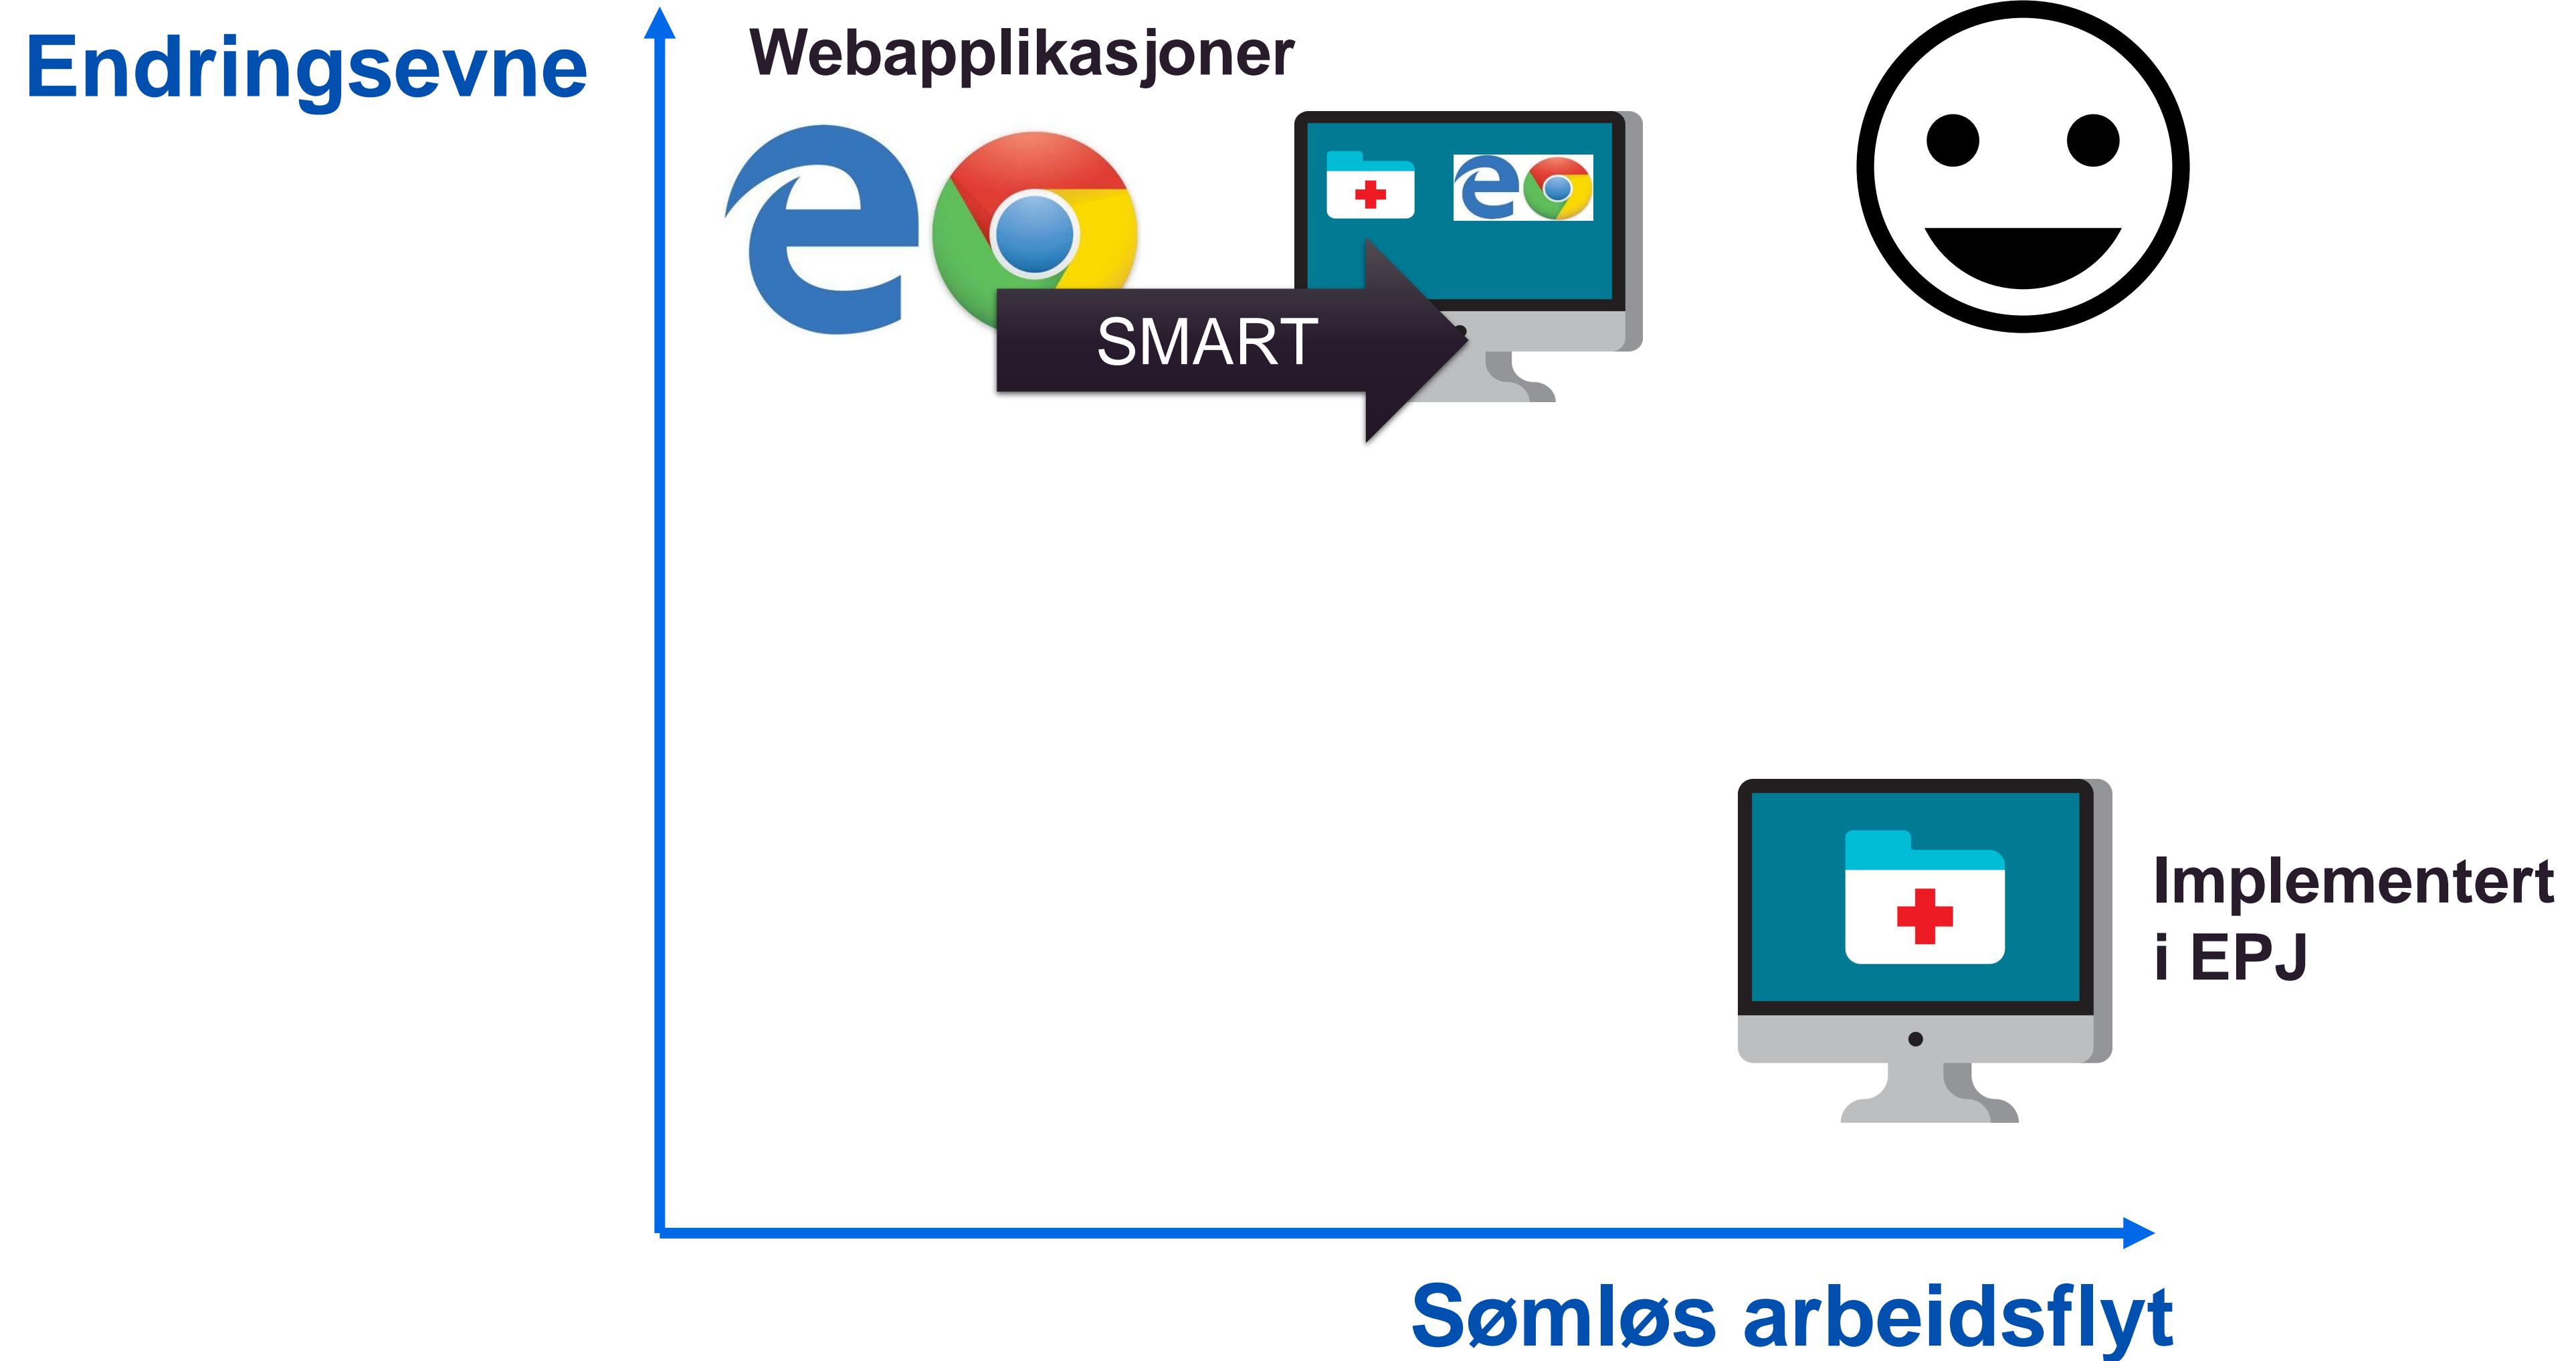 Endringsevne
Webapplikasjoner
SMART
Implementert
i EPJ
Sømløs arbeidsflyt